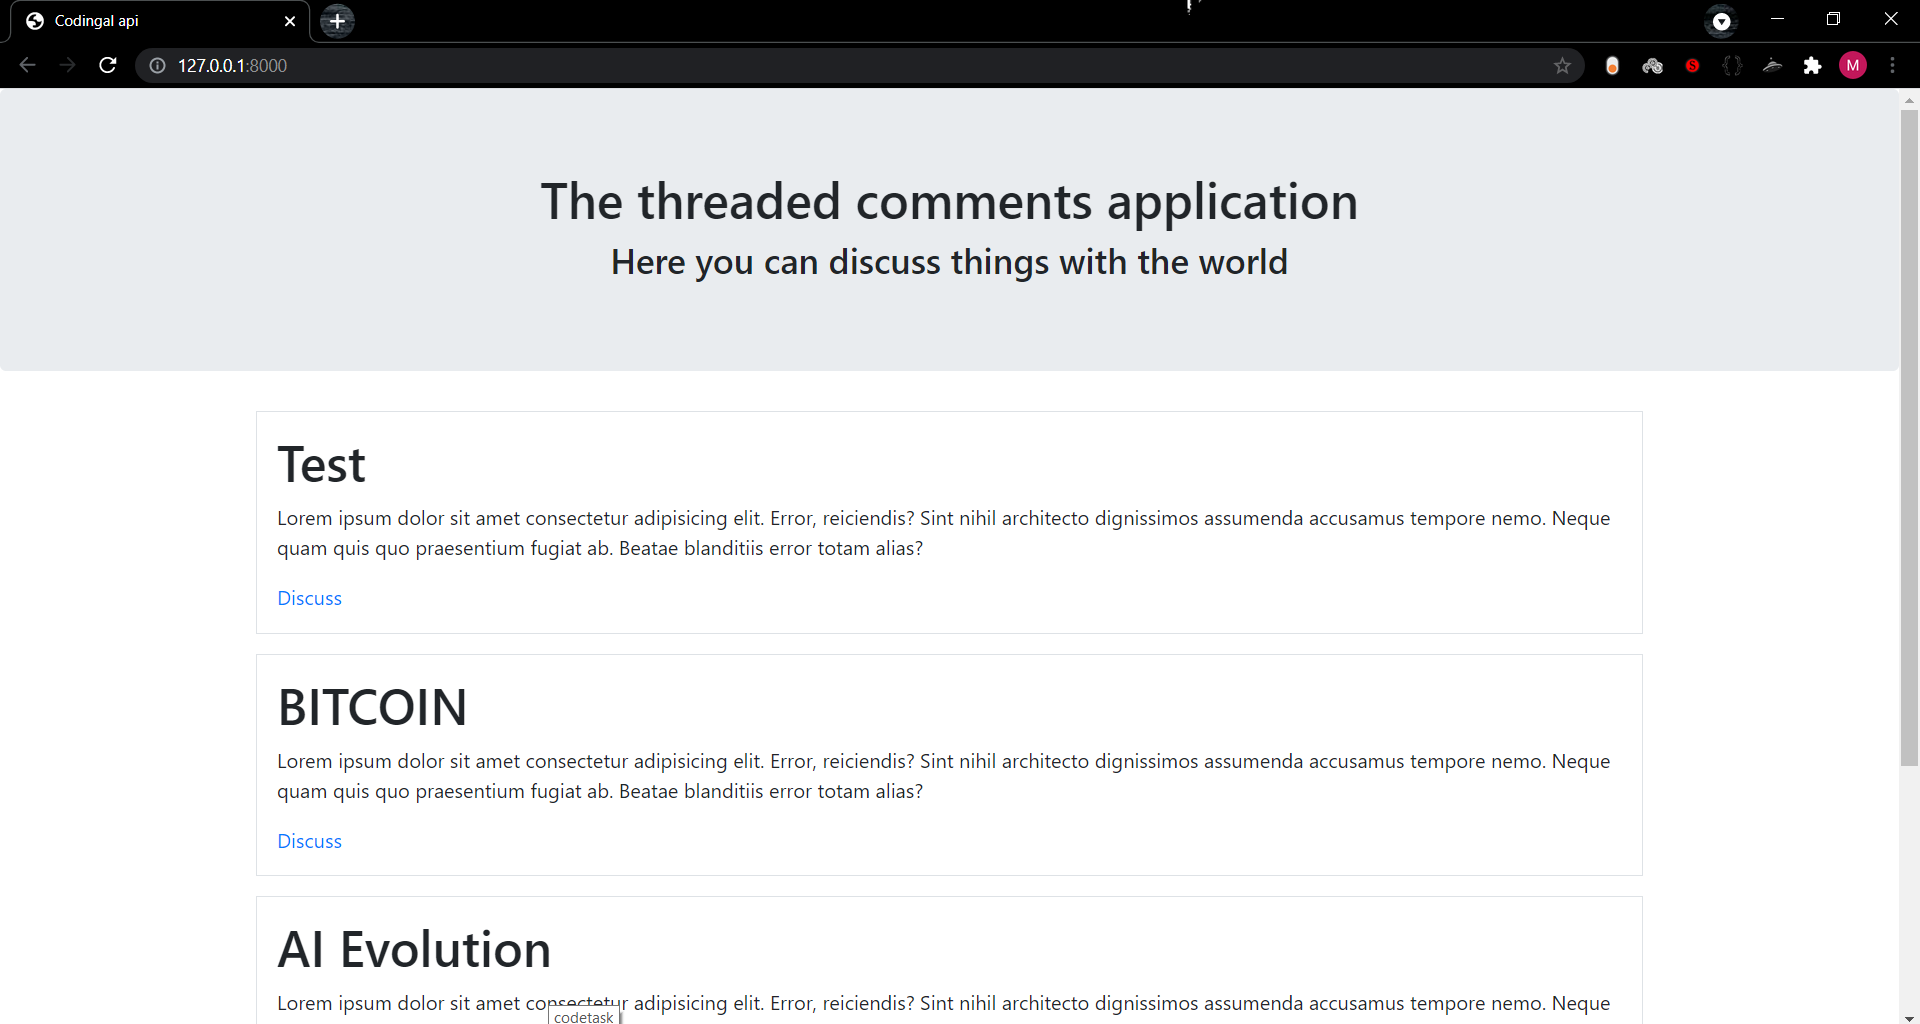 Codingal api
127.0.0.1:8000
M
The threaded comments application
Here you can discuss things with the world
Test
Lorem ipsum dolor sit amet consectetur adipisicing elit. Error, reiciendis? Sint nihil architecto dignissimos assumenda accusamus tempore nemo. Neque
quam quis quo praesentium fugiat ab. Beatae blanditiis error totam alias?
Discuss
BITCOIN
Lorem ipsum dolor sit amet consectetur adipisicing elit. Error, reiciendis? Sint nihil architecto dignissimos assumenda accusamus tempore nemo. Neque
quam quis quo praesentium fugiat ab. Beatae blanditiis error totam alias?
Discuss
AI Evolution
Lorem ipsum dolor sit amet consectetur adipisicing elit. Error, reiciendis? Sint nihil architecto dignissimos assumenda accusamus tempore nemo. Neque
codetask